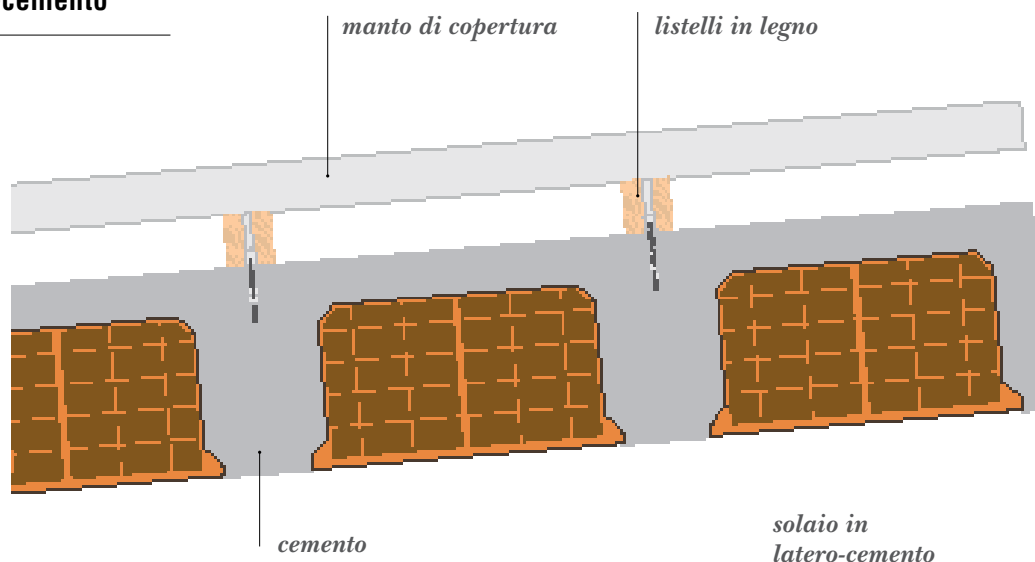 cemento
manto di copertura
listelli in legno
cemento
solaio in
latero-cemento